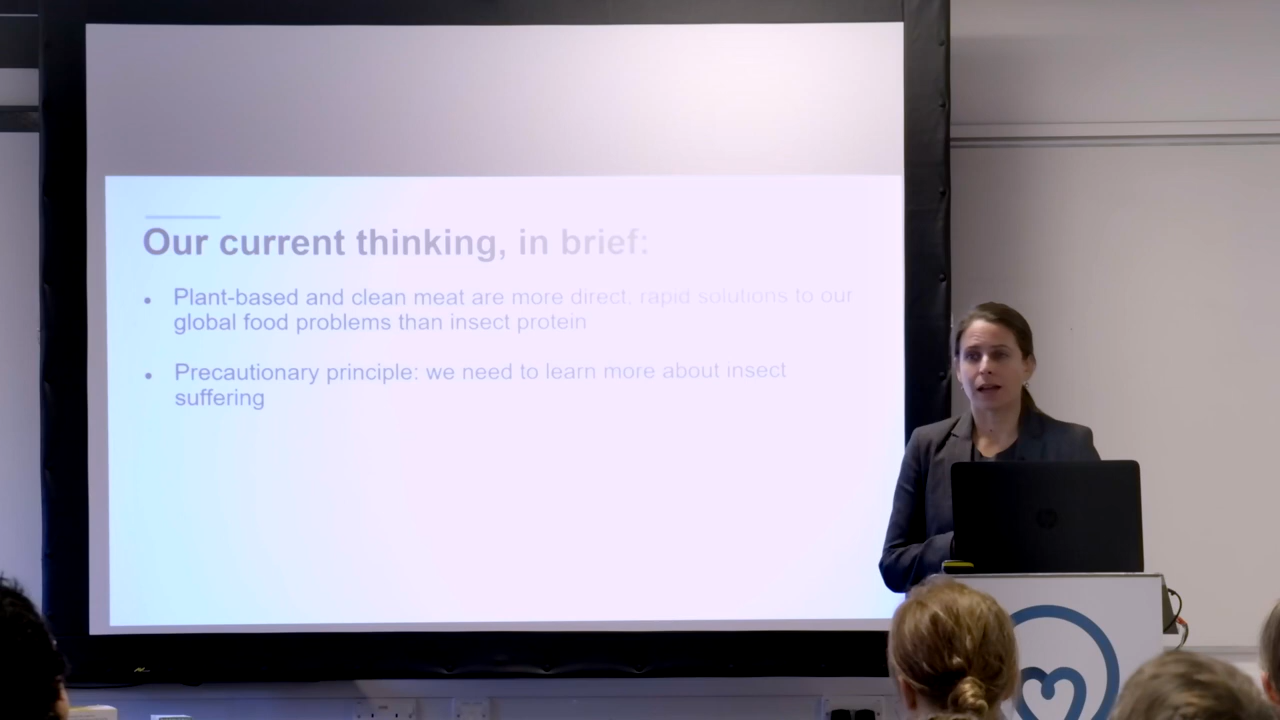 Our current thinking, in brief:
• Plant-based and clean meat are more direct, rapid solutions to our
global food problems than insect protein
• Precautionary principle: we need to learn more about insect
suffering
hp